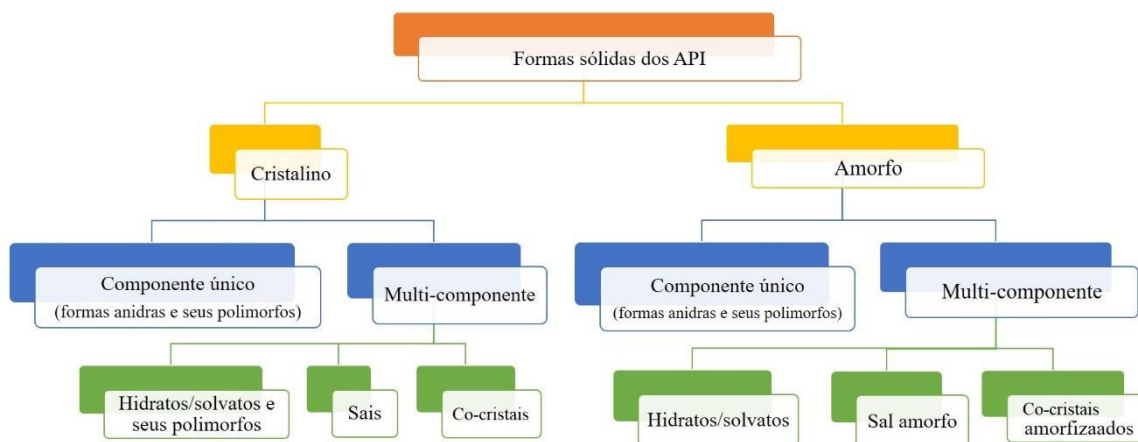 Formas sólidas dos API
Cristalino
Amorfo
Componente único
(formas anidras e seus polimorfos)
Multi-componente
Componente único
(formas anidras e seus polimorfos)
Multi-componente
Hidratos/solvatos e
seus polimorfos
Sais
Co-cristais
Hidratos/solvatos
Sal amorfo
Co-cristais
amorfizaados